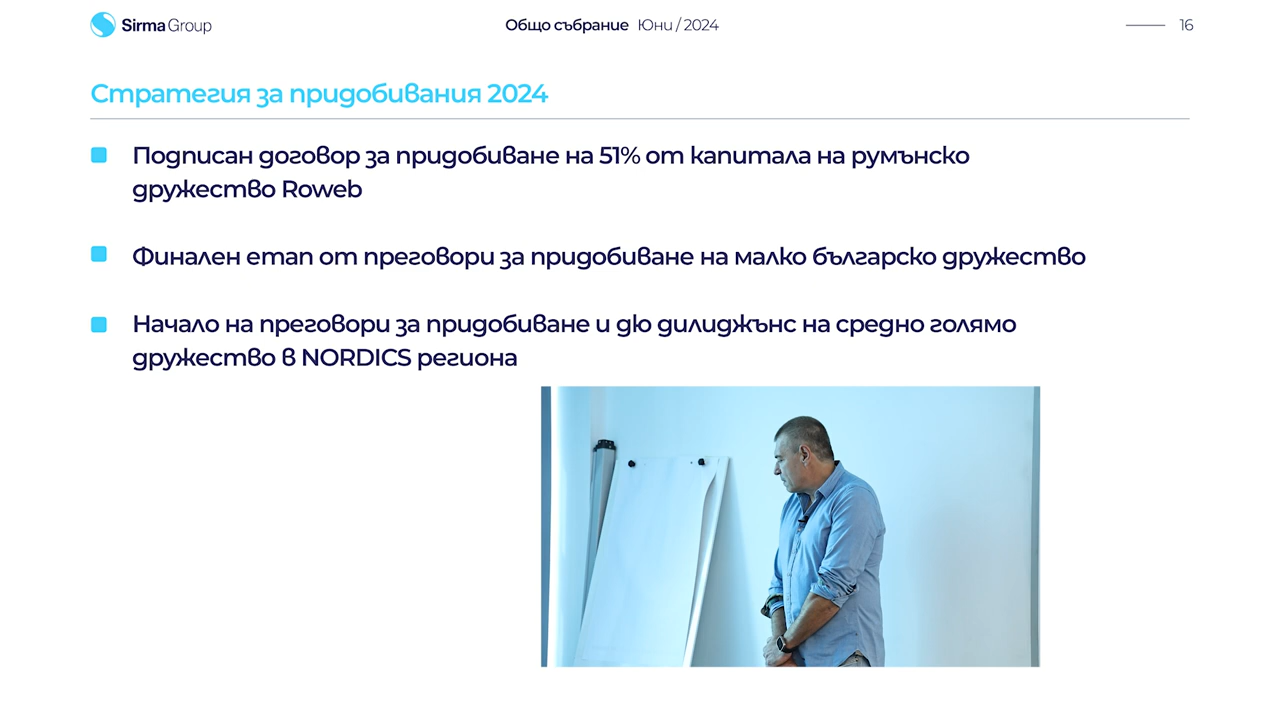 Sirma Group
Общо събрание Юни / 2024
16
Стратегия за придобивания 2024
Подписан договор за придобиване на 51% от капитала на румънско
дружество Roweb
Финален етап от преговори за придобиване на малко българско дружество
Начало на преговори за придобиване и дю дилиджънс на средно голямо
дружество в NORDICS региона